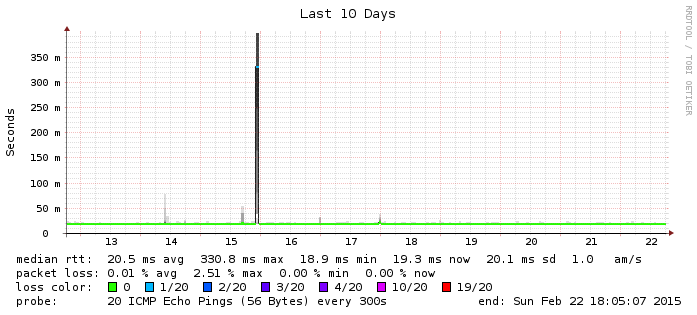 Last 10 Days
RRDTOOL / TOBI OETIKER
Seconds
350 m
300 m
250 m
200 m
150 m
100 m
50 m
0
13 14 15 16 17 18 19 20 21 22
median rtt: 20.5 ms avg 330.8 ms max 18.9 ms min 19.3 ms now 20.1 ms sd 1.0 am/s
packet loss: 0.01 % avg 2.51 % max 0.00 % min 0.00 % now
loss color: 0 1/20 2/20 3/20 4/20 10/20 19/20
probe: 20 ICMP Echo Pings (56 Bytes) every 300s end: Sun Feb 22 18:05:07 2015